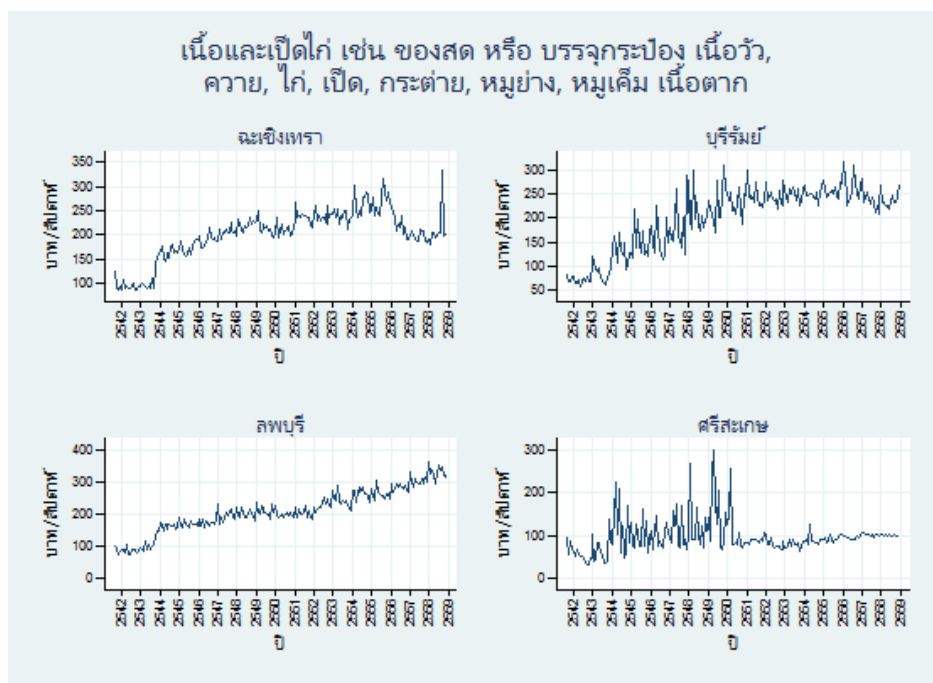 เนื้อและเป็ดไก่ เช่น ของสด หรือ บรรจุกระป๋อง เนื้อวัว,
ควาย, ไก่, เป็ด, กระต่าย, หมูย่าง, หมูเค็ม เนื้อตาก
ฉะเชิงเทรา
บาท/สัปดาห์
350
300
250
200
150
100
2542 2543 2544 2545 2546 2547 2548 2549 2550 2551 2552 2553 2554 2555 2556 2557 2558 2559
ปี
บุรีรัมย์
บาท/สัปดาห์
300
250
200
150
100
50
2542 2543 2544 2545 2546 2547 2548 2549 2550 2551 2552 2553 2554 2555 2556 2557 2558 2559
ปี
ลพบุรี
บาท/สัปดาห์
400
300
200
100
0
2542 2543 2544 2545 2546 2547 2548 2549 2550 2551 2552 2553 2554 2555 2556 2557 2558 2559
ปี
ศรีสะเกษ
บาท/สัปดาห์
300
200
100
0
2542 2543 2544 2545 2546 2547 2548 2549 2550 2551 2552 2553 2554 2555 2556 2557 2558 2559
ปี